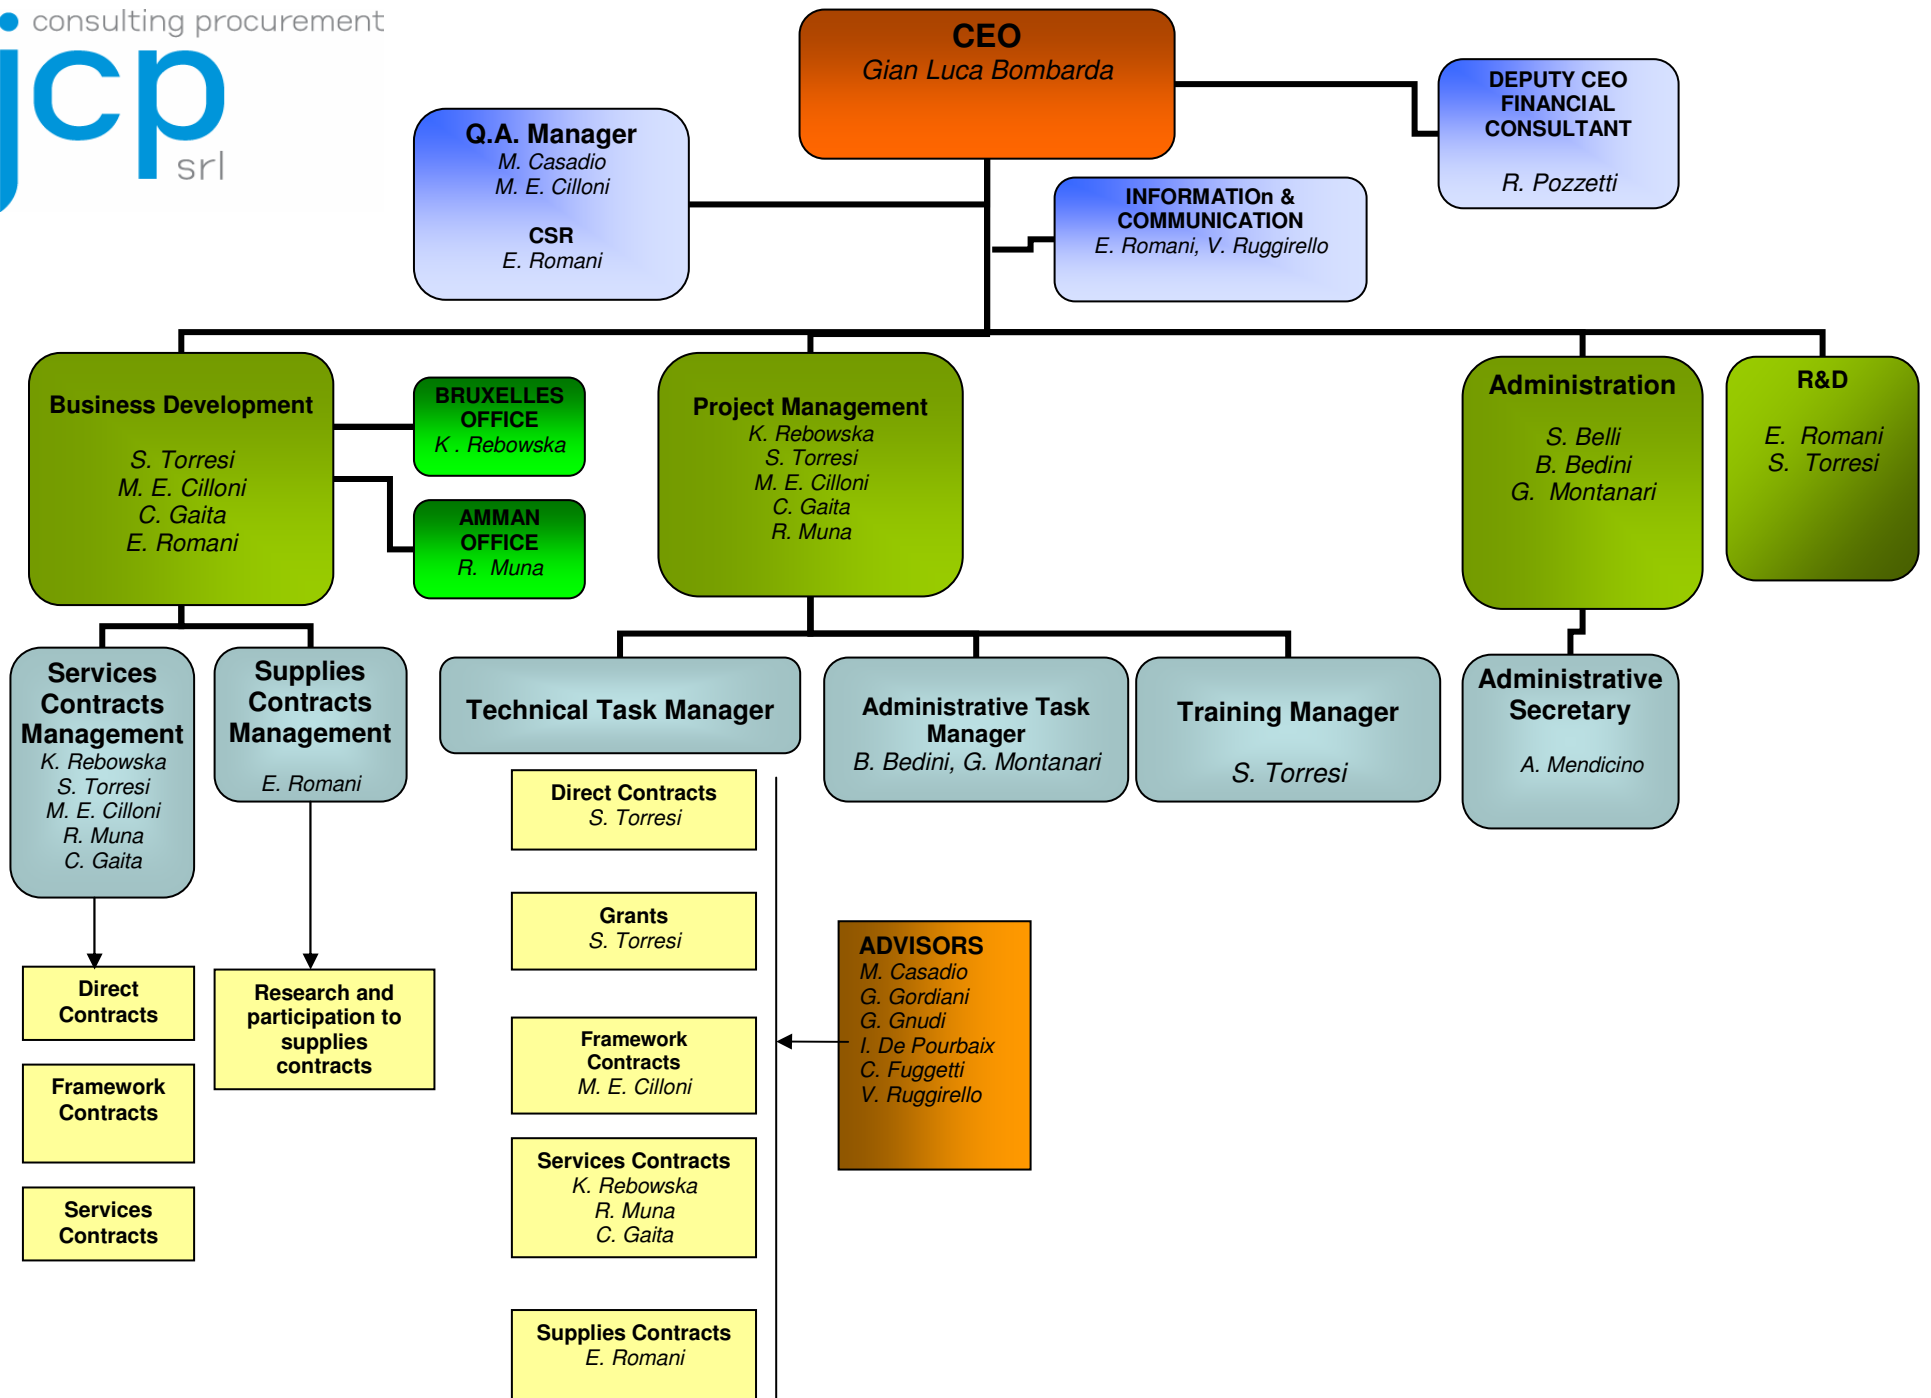 consulting procurement
jcp
srl
CEO
Gian Luca Bombarda
DEPUTY CEO
FINANCIAL
CONSULTANT
R. Pozzetti
Q.A. Manager
M. Casadio
M. E. Cilloni
CSR
E. Romani
INFORMATIOn &
COMMUNICATION
E. Romani, V. Ruggirello
Business Development
S. Torresi
M. E. Cilloni
C. Gaita
E. Romani
BRUXELLES
OFFICE
K . Rebowska
AMMAN
OFFICE
R. Muna
Project Management
K. Rebowska
S. Torresi
M. E. Cilloni
C. Gaita
R. Muna
Administration
S. Belli
B. Bedini
G. Montanari
R&D
E. Romani
S. Torresi
Services
Contracts
Management
K. Rebowska
S. Torresi
M. E. Cilloni
R. Muna
C. Gaita
Supplies
Contracts
Management
E. Romani
Technical Task Manager
Administrative Task
Manager
B. Bedini, G. Montanari
Training Manager
S. Torresi
Administrative
Secretary
A. Mendicino
Direct
Contracts
Framework
Contracts
Services
Contracts
Research and
participation to
supplies
contracts
Direct Contracts
S. Torresi
Grants
S. Torresi
Framework
Contracts
M. E. Cilloni
Services Contracts
K. Rebowska
R. Muna
C. Gaita
Supplies Contracts
E. Romani
ADVISORS
M. Casadio
G. Gordiani
G. Gnudi
I. De Pourbaix
C. Fuggetti
V. Ruggirello